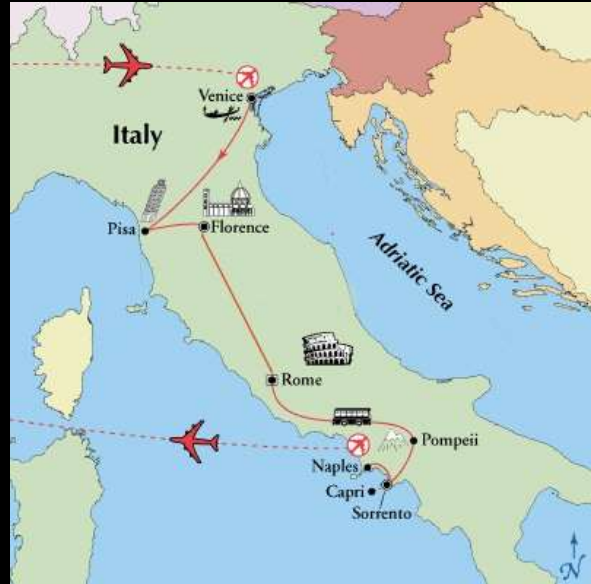 Venice
Italy
Pisa
Florence
Adriatic Sea
Rome
Pompeii
Naples
Capri
Sorrento
N